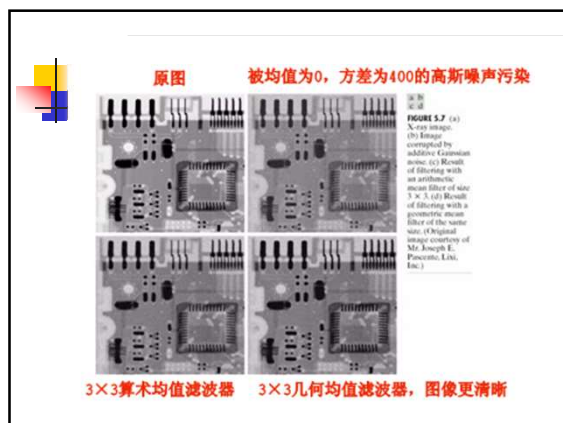 原图
被均值为0，方差为400的高斯噪声污染
a b
c d
FIGURE 5.7 (a)
X-ray image.
(b) Image
corrupted by
additive Gaussian
noise. (c) Result
of filtering with
an arithmetic
mean filter of size
3 × 3. (d) Result
of filtering with a
geometric mean
filter of the same
size. (Original
image courtesy of
Mr. Joseph E.
Pascente, Lixi,
Inc.)
3×3算术均值滤波器
3×3几何均值滤波器，图像更清晰